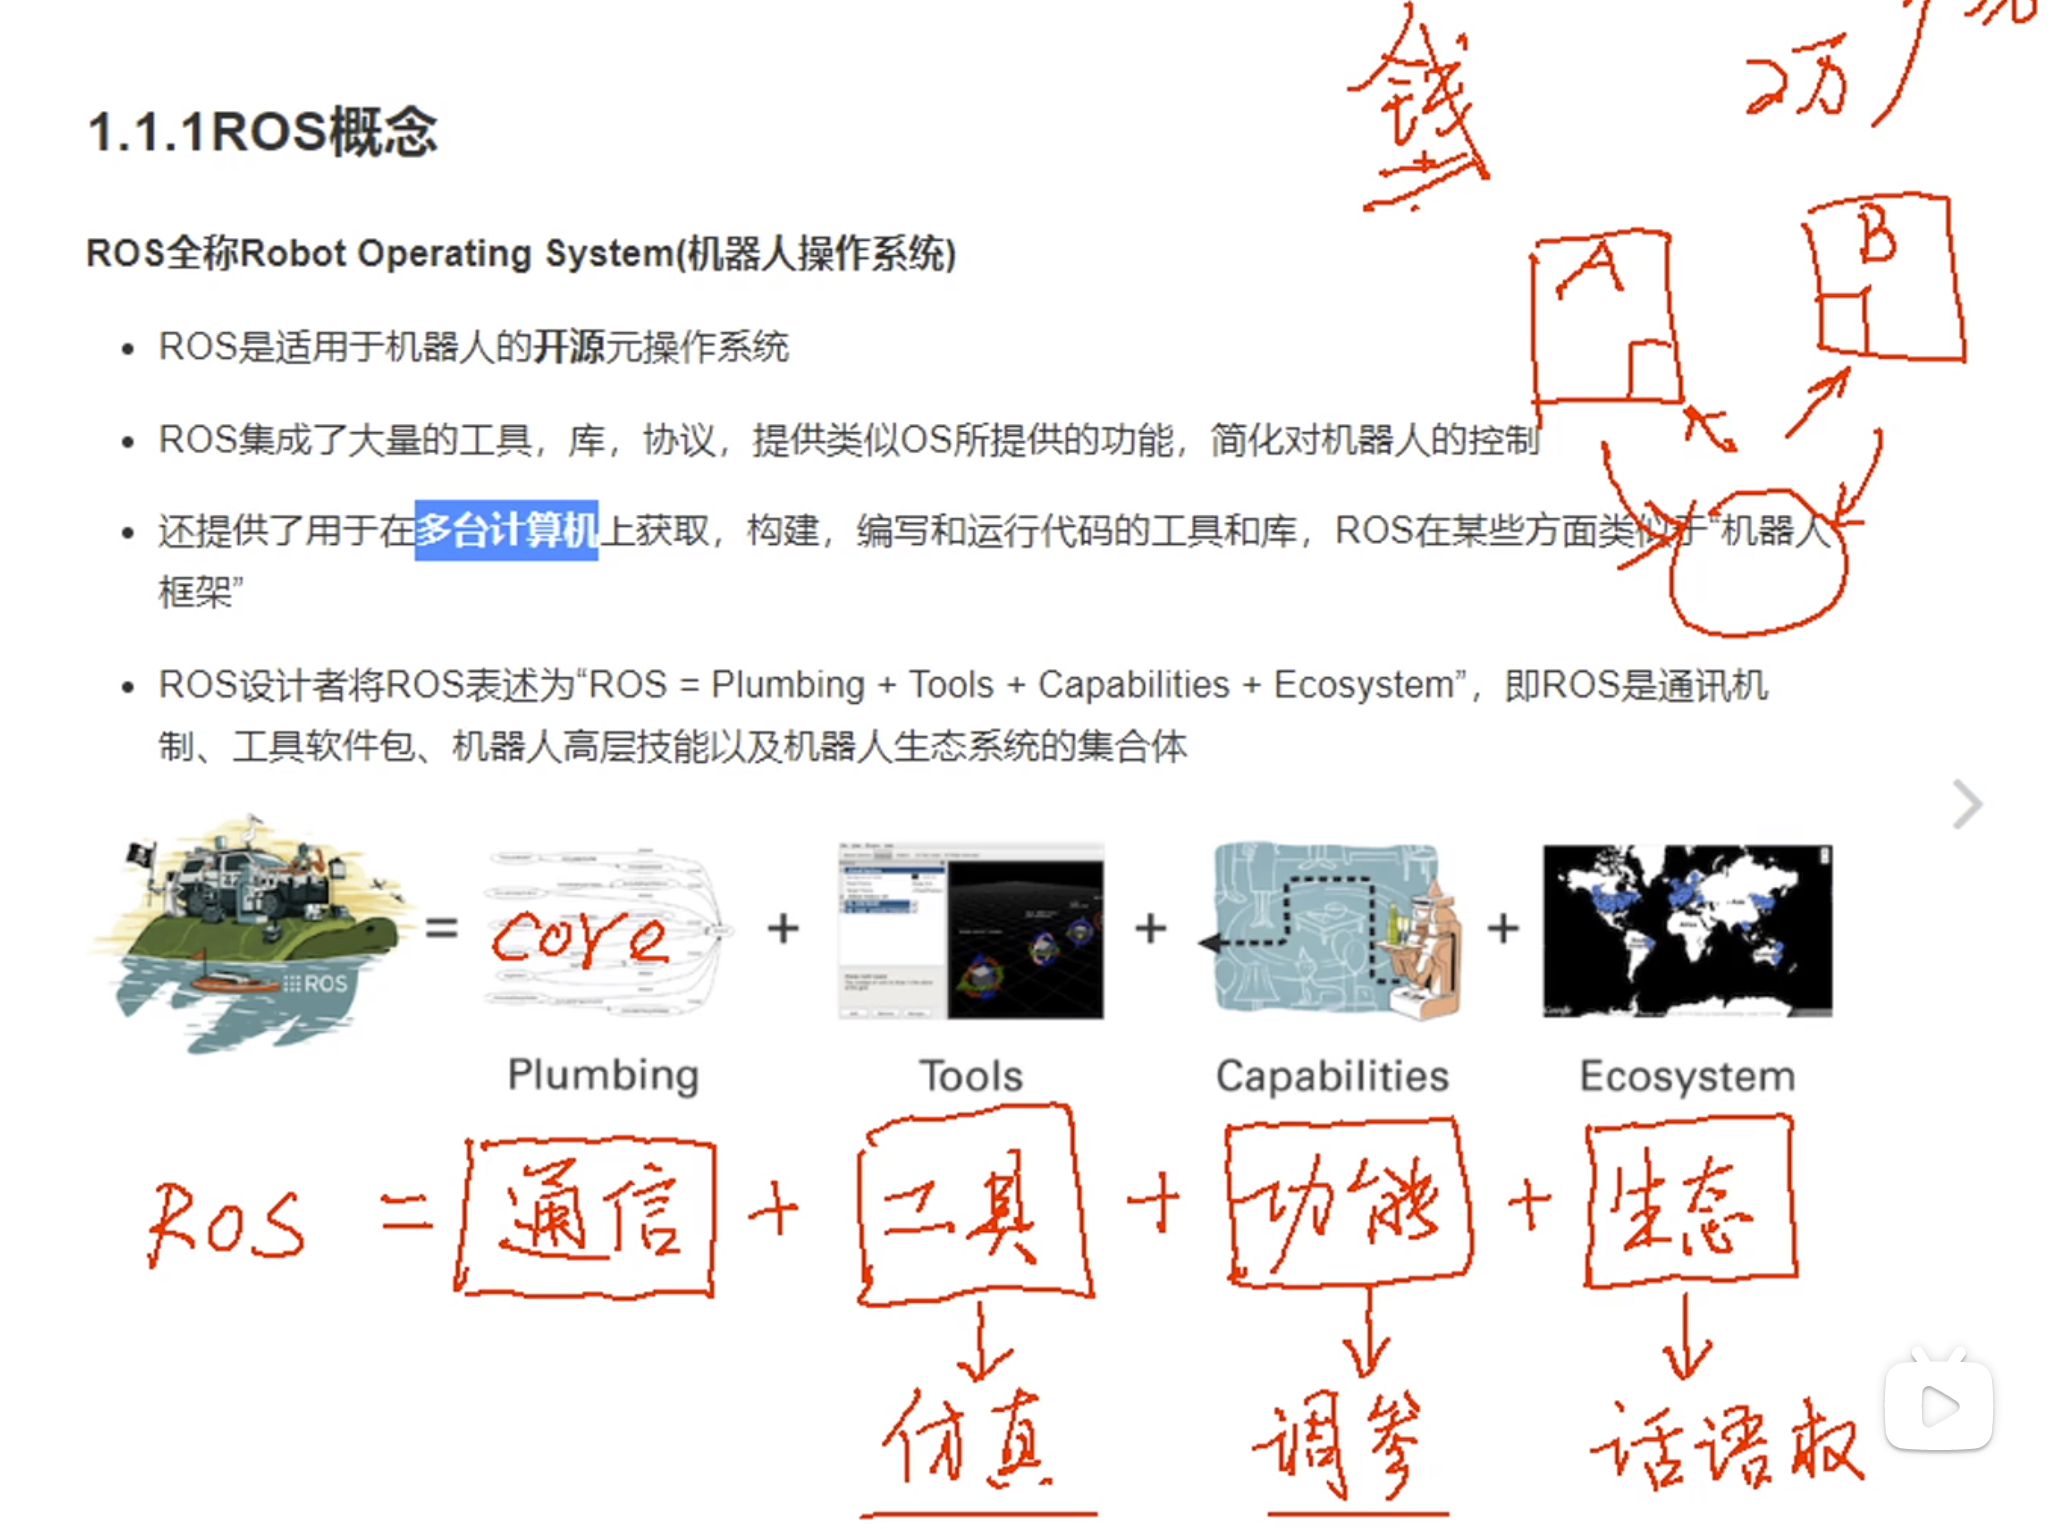 钱
2万/
1.1.1ROS概念
A
B
ROS全称Robot Operating System(机器人操作系统)
ROS是适用于机器人的开源元操作系统
ROS集成了大量的工具，库，协议，提供类似OS所提供的功能，简化对机器人的控制
还提供了用于在多台计算机上获取，构建，编写和运行代码的工具和库，ROS在某些方面类似于“机器人
框架”
ROS设计者将ROS表述为“ROS = Plumbing + Tools + Capabilities + Ecosystem”，即ROS是通讯机
制、工具软件包、机器人高层技能以及机器人生态系统的集合体
= core + + +
ROS
Plumbing Tools Capabilities Ecosystem
ROS = 通信 + 工具 + 功能 + 生态
仿真 调参 话语权